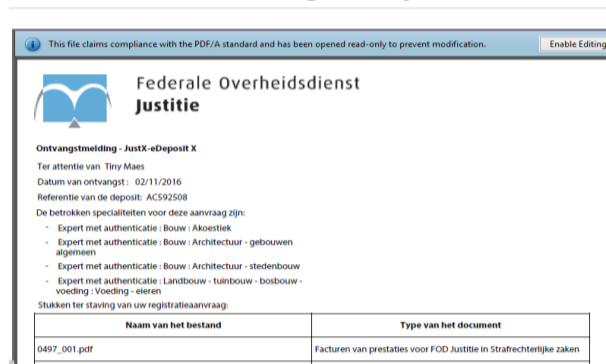 This file claims compliance with the PDF/A standard and has been opened read-only to prevent modification.
Enable Editing
Federale Overheidsdienst
Justitie
Ontvangstmelding - JustX-eDeposit X
Ter attentie van Tiny Maes
Datum van ontvangst : 02/11/2016
Referentie van de deposit: AC592508
De betrokken specialiteiten voor deze aanvraag zijn:
- Expert met authenticatie : Bouw : Akoestiek
- Expert met authenticatie : Bouw : Architectuur - gebouwen
algemeen
- Expert met authenticatie : Bouw : Architectuur - stedenbouw
- Expert met authenticatie : Landbouw - tuinbouw - bosbouw -
voeding : Voeding - eieren
Stukken ter staving van uw registratieaanvraag:
Naam van het bestand Type van het document
0497_001.pdf Facturen van prestaties voor FOD Justitie in Strafrechterlijke zaken